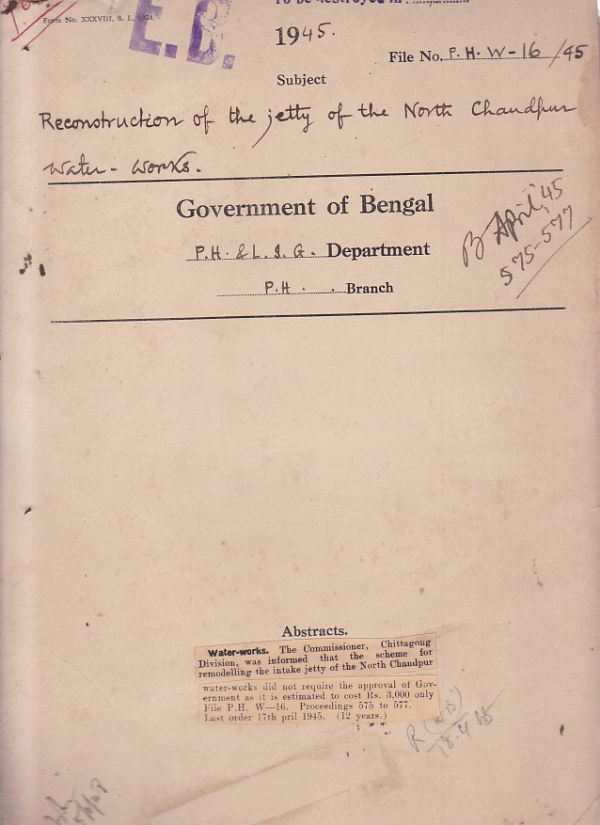 To be destroyed in
Form No. XXXVIII, S. I., 1924.
E.B.
1945.
File No. P.H. W-16/45
Subject
Reconstruction of the jetty of the North Chandpur
Water-Works.
Government of Bengal
P.H. & L.S.G. Department
P.H. Branch
B April '45
575-577
Abstracts.
Water-works. The Commissioner, Chittagong
Division, was informed that the scheme for
remodelling the intake jetty of the North Chandpur
water-works did not require the approval of Gov-
ernment as it is estimated to cost Rs. 3,000 only
File P.H. W—16. Proceedings 575 to 577.
Last order 17th pril 1945. (12 years.)